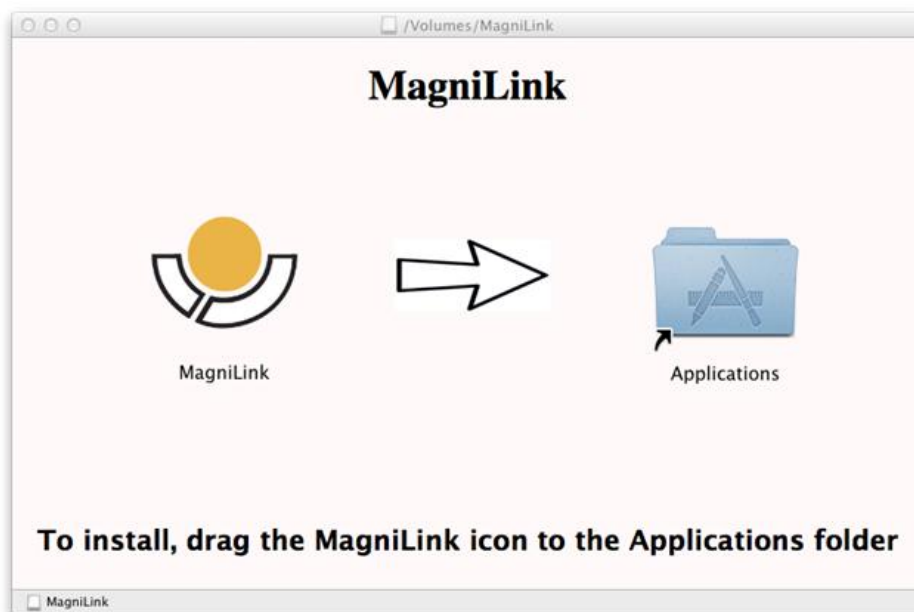 /Volumes/MagniLink
MagniLink
MagniLink
Applications
To install, drag the MagniLink icon to the Applications folder
MagniLink